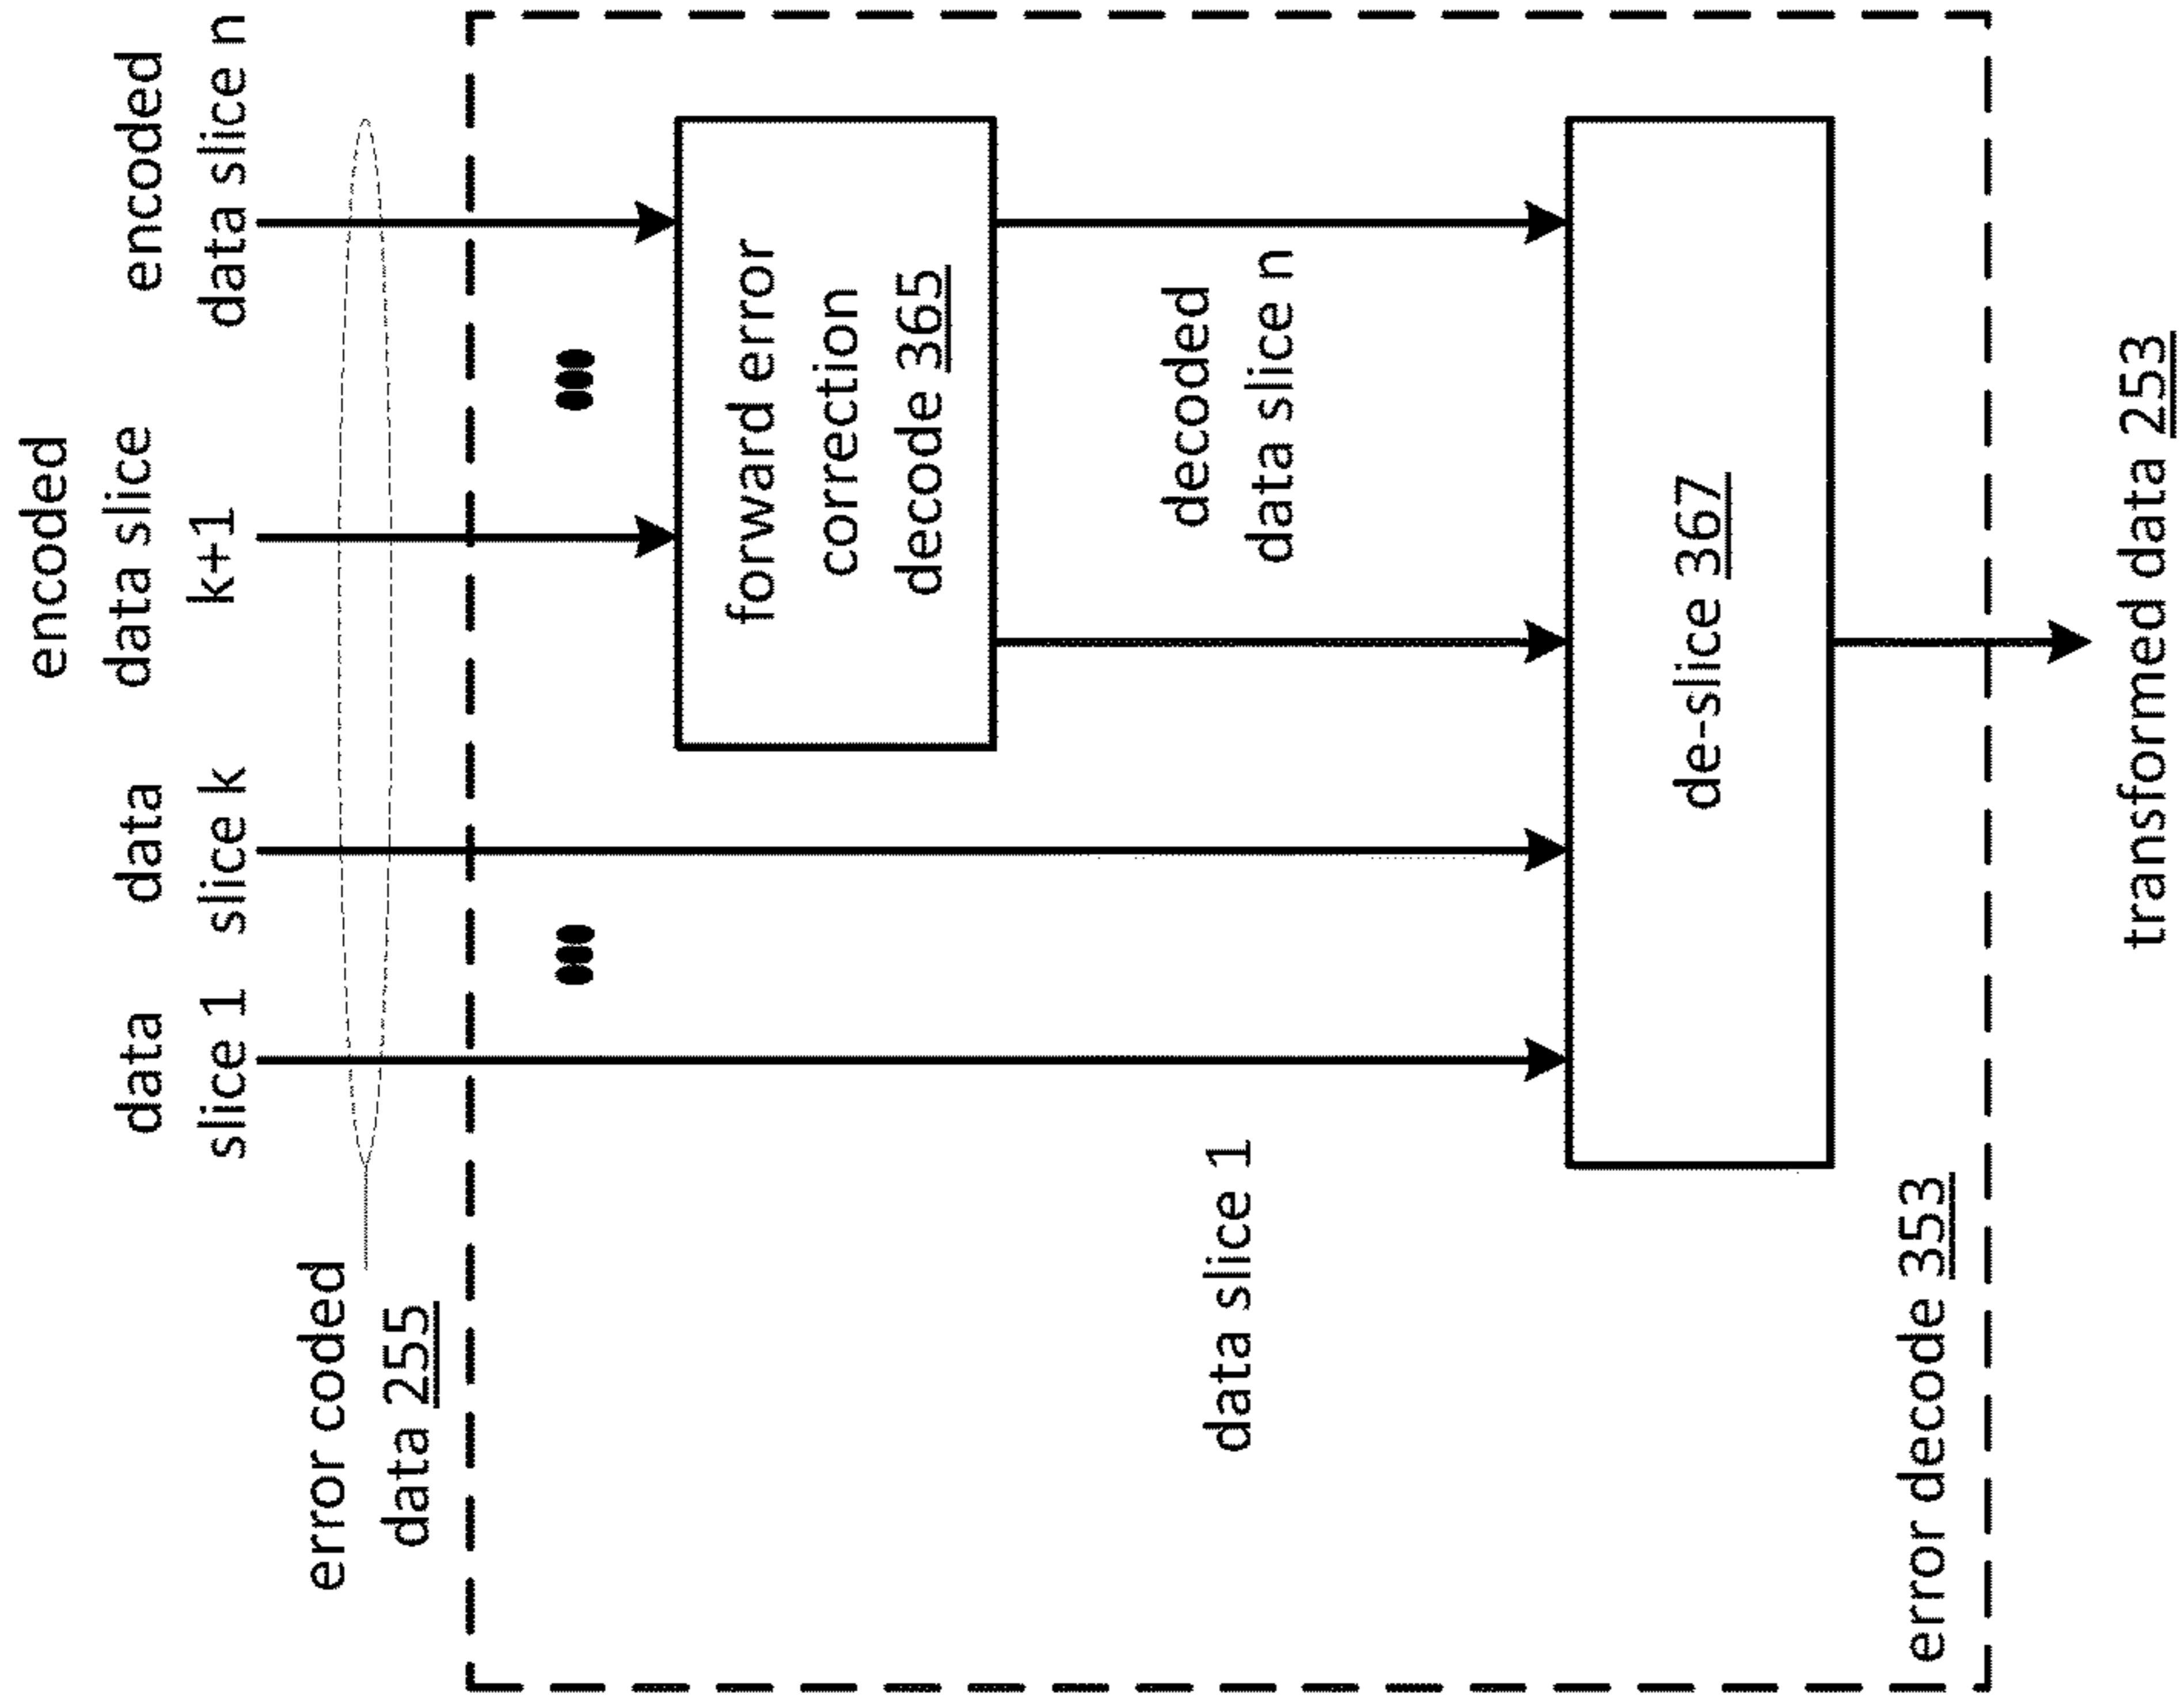 error coded
data 255
data
slice 1
data
slice k
encoded
data slice
k+1
encoded
data slice n
forward error
correction
decode 365
data slice 1
decoded
data slice n
de-slice 367
error decode 353
transformed data 253